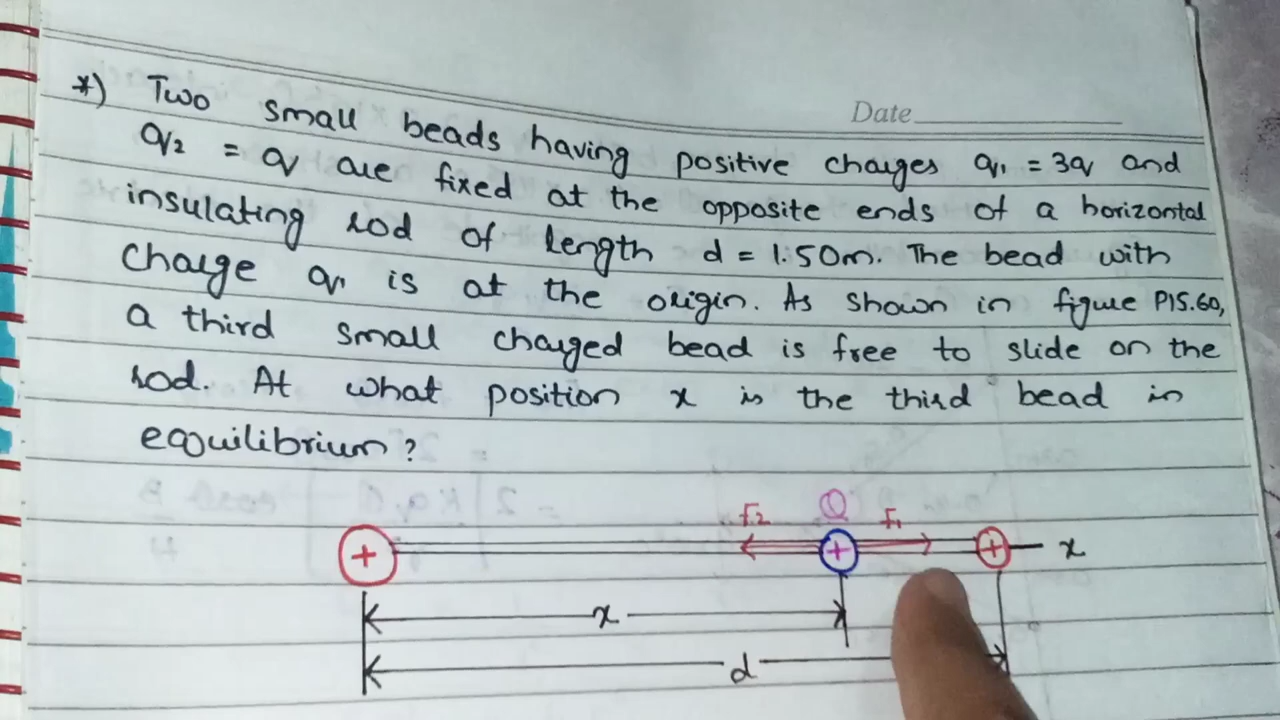 Date
*) Two small beads having positive charges q1 = 3q and
q2 = q are fixed at the opposite ends of a horizontal
insulating rod of length d = 1.50m. The bead with
charge q1 is at the origin. As shown in figure P15.60,
a third small charged bead is free to slide on the
rod. At what position x is the third bead in
equilibrium?
Q
F2 F1
+ + + x
x
d